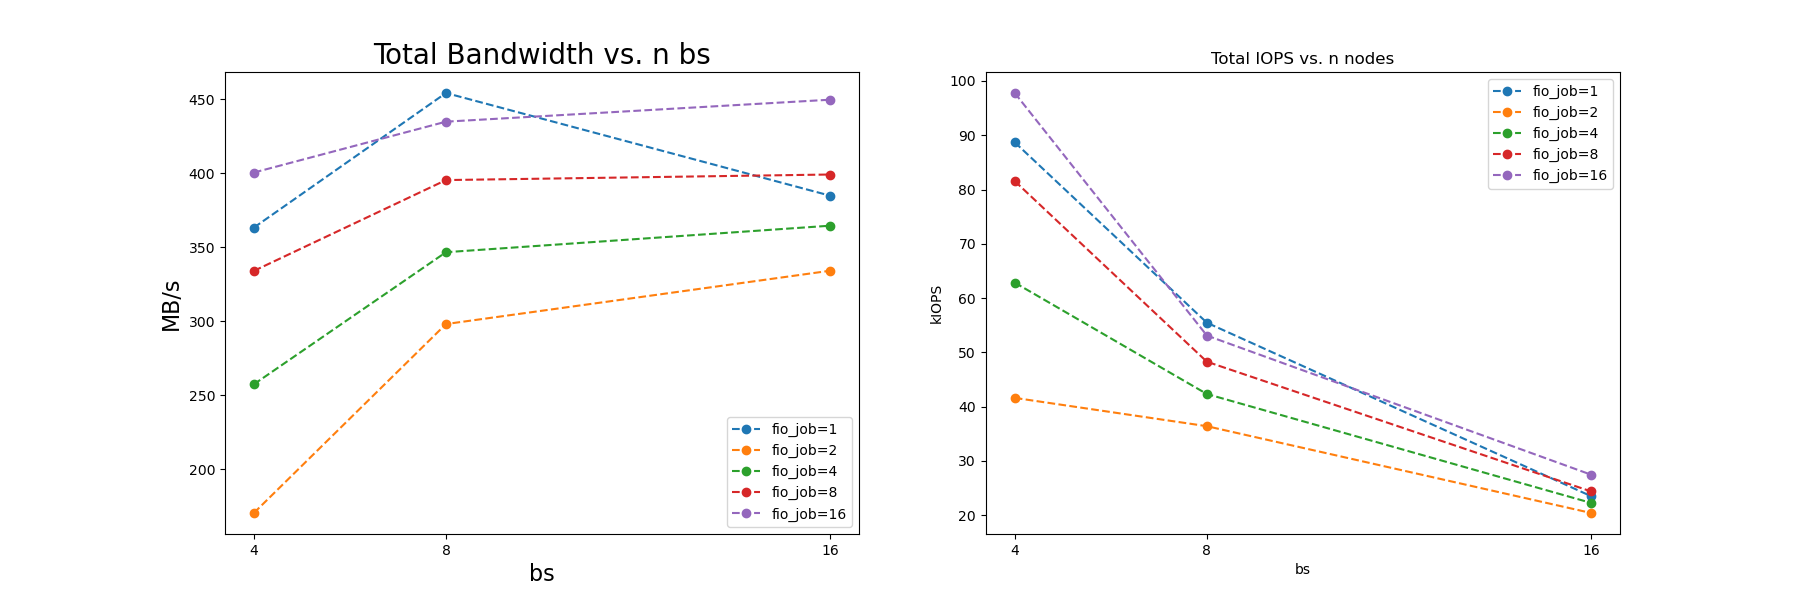 Total Bandwidth vs. n bs
MB/s
450
400
350
300
250
200
4
8
16
bs
fio_job=1
fio_job=2
fio_job=4
fio_job=8
fio_job=16
Total IOPS vs. n nodes
kIOPS
100
90
80
70
60
50
40
30
20
4
8
16
bs
fio_job=1
fio_job=2
fio_job=4
fio_job=8
fio_job=16